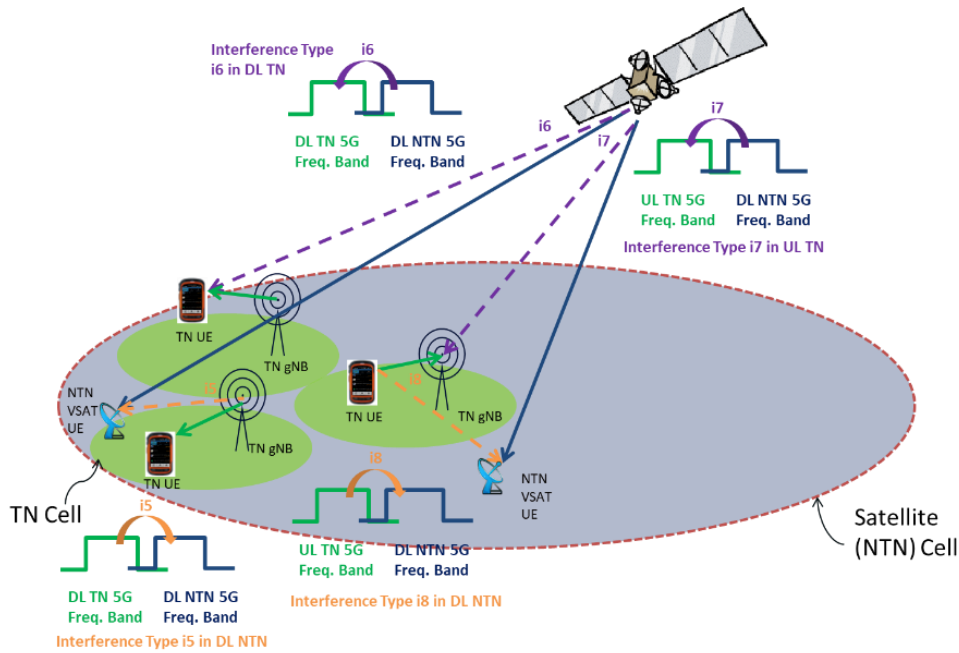 Interference Type
i6 in DL TN
i6
DL TN 5G
Freq. Band
DL NTN 5G
Freq. Band
i6
i7
i7
UL TN 5G
Freq. Band
DL NTN 5G
Freq. Band
Interference Type i7 in UL TN
TN UE
TN gNB
NTN
VSAT
UE
i5
TN gNB
TN UE
TN UE
i8
TN gNB
NTN
VSAT
UE
TN Cell
i5
DL TN 5G
Freq. Band
DL NTN 5G
Freq. Band
Interference Type i5 in DL NTN
i8
UL TN 5G
Freq. Band
DL NTN 5G
Freq. Band
Interference Type i8 in DL NTN
Satellite
(NTN) Cell